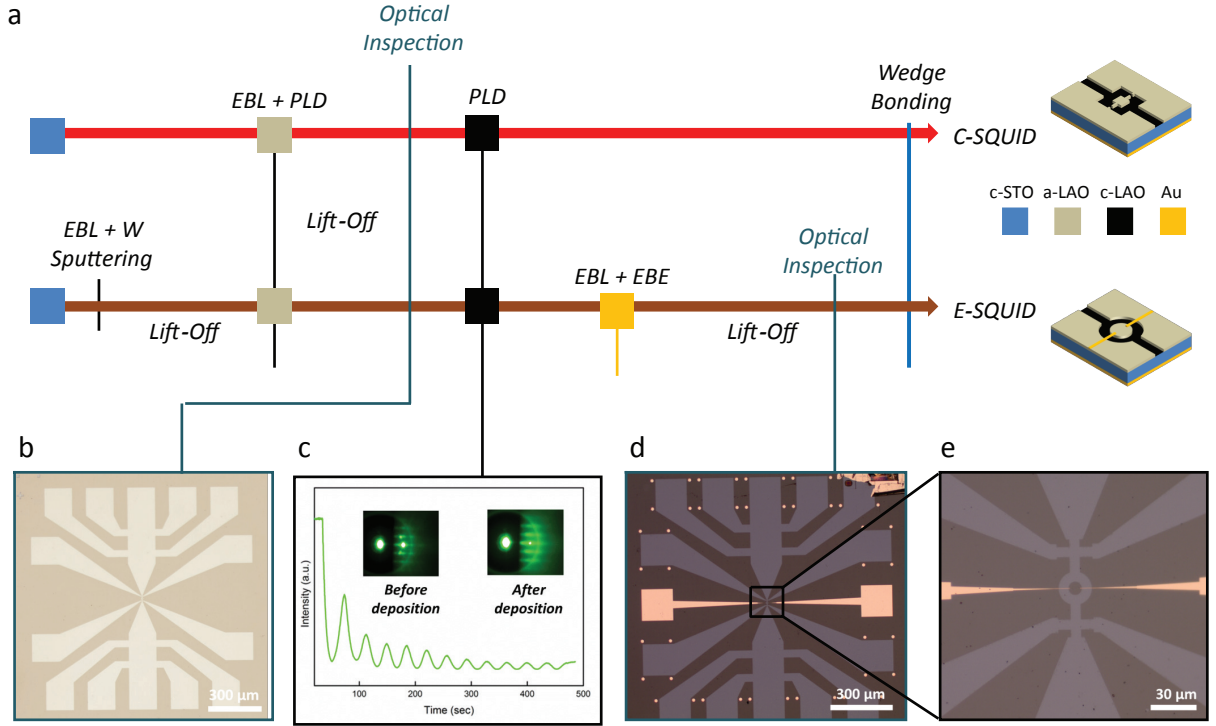 a
Optical
Inspection
EBL + PLD
PLD
Wedge
Bonding
C-SQUID
c-STO a-LAO c-LAO Au
Lift-Off
EBL + W
Sputtering
Optical
Inspection
EBL + EBE
Lift-Off
Lift-Off
E-SQUID
b
300 µm
c
Intensity (a.u.)
Before
deposition
After
deposition
100 200 300 400 500
Time (sec)
d
300 µm
e
30 µm